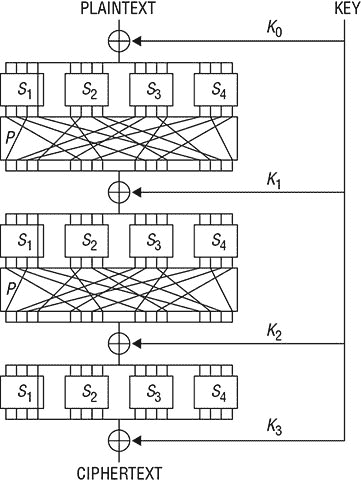 PLAINTEXT KEY
K0
S1 S2 S3 S4
P
K1
S1 S2 S3 S4
P
K2
S1 S2 S3 S4
K3
CIPHERTEXT